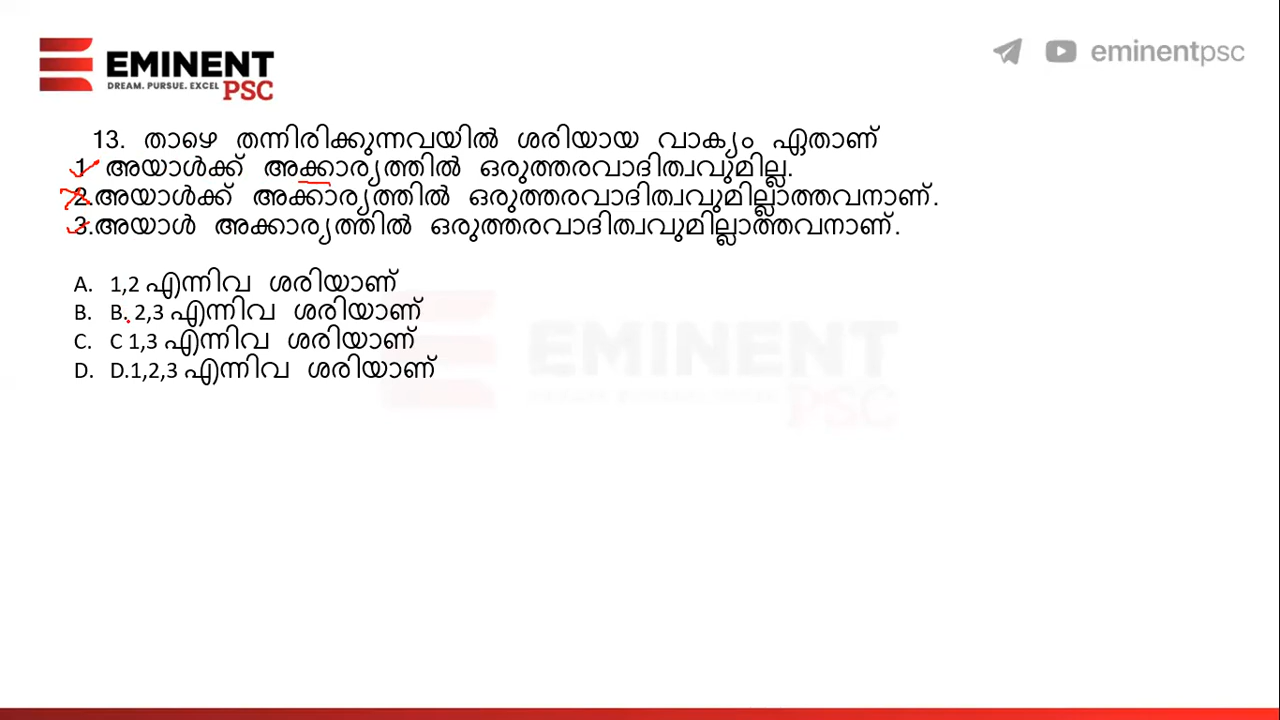 EMINENT
DREAM. PURSUE. EXCEL
PSC
eminentpsc
13. താഴെ തന്നിരിക്കുന്നവയിൽ ശരിയായ വാക്യം ഏതാണ്
1. അയാൾക്ക് അക്കാര്യത്തിൽ ഒരുത്തരവാദിത്വവുമില്ല.
2.അയാൾക്ക് അക്കാര്യത്തിൽ ഒരുത്തരവാദിത്വവുമില്ലാത്തവനാണ്.
3.അയാൾ അക്കാര്യത്തിൽ ഒരുത്തരവാദിത്വവുമില്ലാത്തവനാണ്.
A. 1,2 എന്നിവ ശരിയാണ്
B. B. 2,3 എന്നിവ ശരിയാണ്
C. C 1,3 എന്നിവ ശരിയാണ്
D. D.1,2,3 എന്നിവ ശരിയാണ്
EMINENT
PSC